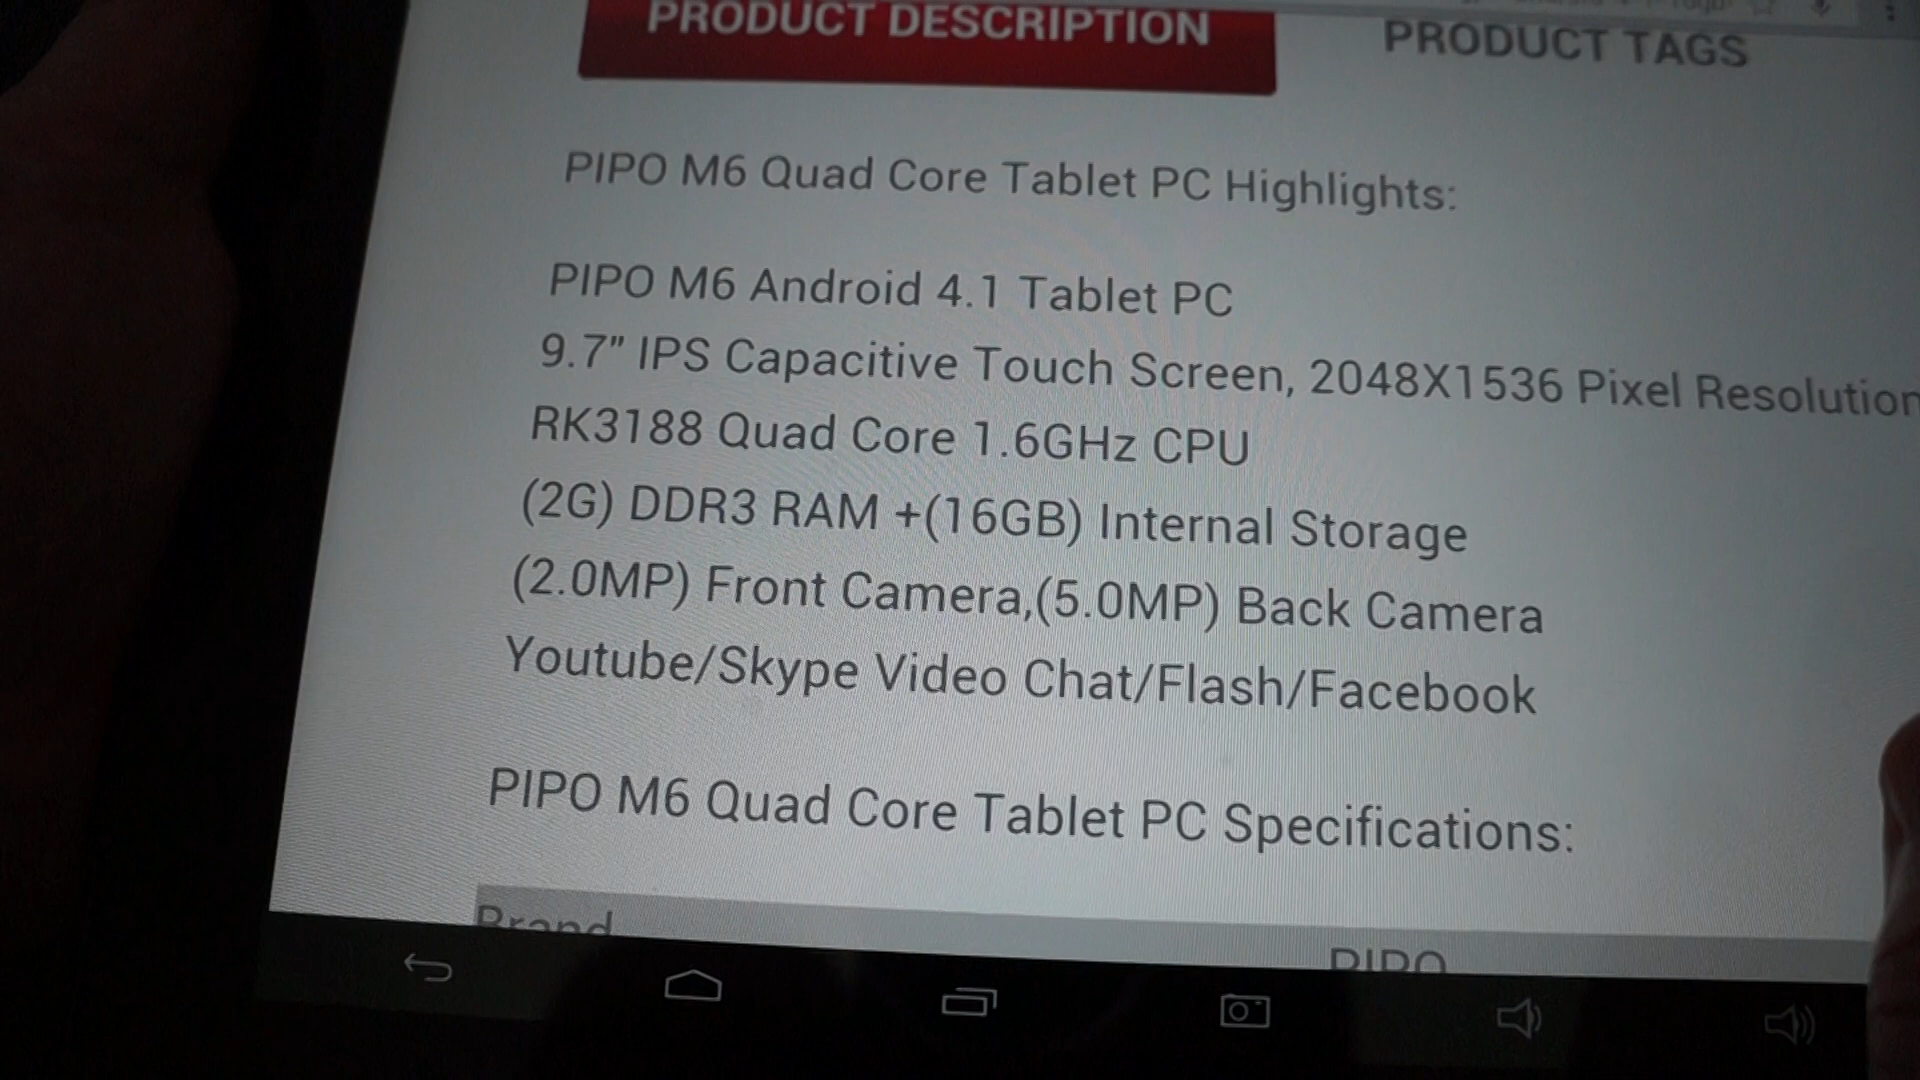 PRODUCT DESCRIPTION
PRODUCT TAGS
PIPO M6 Quad Core Tablet PC Highlights:
PIPO M6 Android 4.1 Tablet PC
9.7" IPS Capacitive Touch Screen, 2048X1536 Pixel Resolution
RK3188 Quad Core 1.6GHz CPU
(2G) DDR3 RAM +(16GB) Internal Storage
(2.0MP) Front Camera,(5.0MP) Back Camera
Youtube/Skype Video Chat/Flash/Facebook
PIPO M6 Quad Core Tablet PC Specifications:
Brand
PIPO